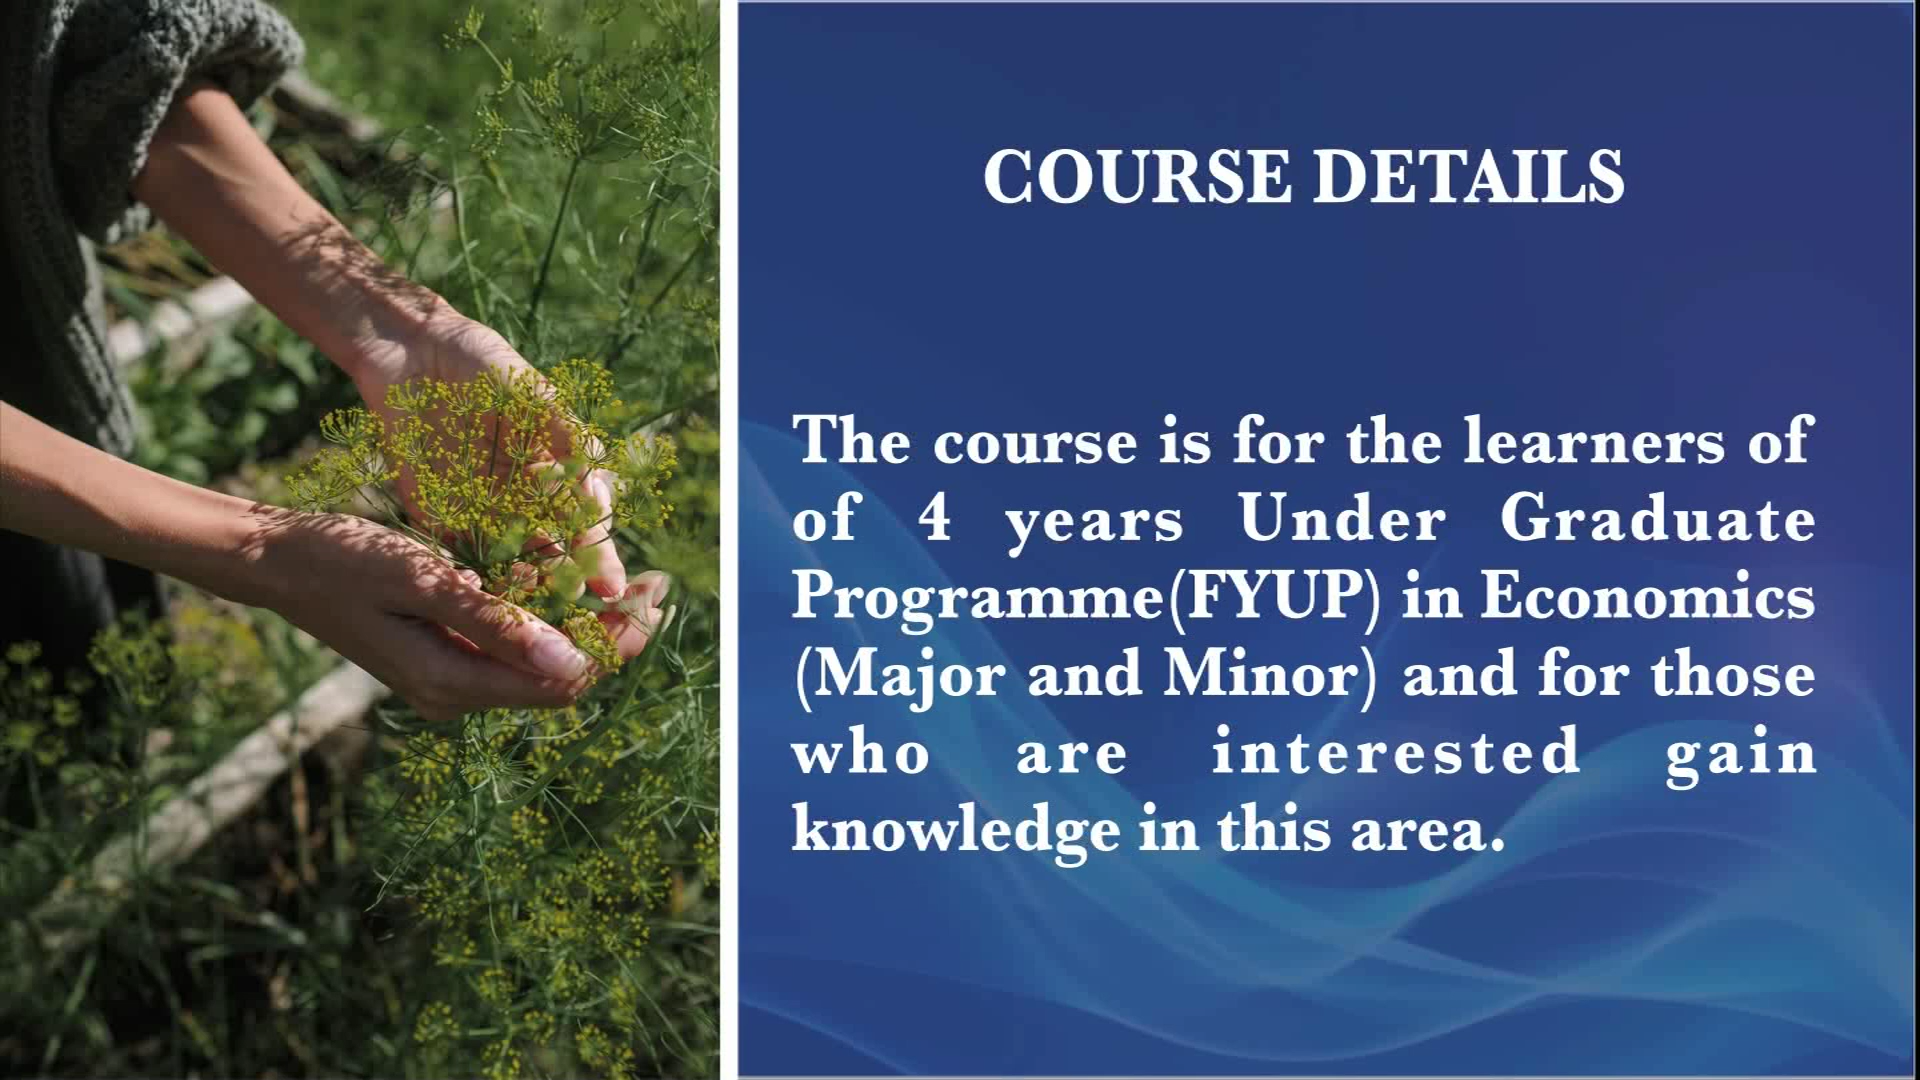 COURSE DETAILS
The course is for the learners of
of 4 years Under Graduate
Programme(FYUP) in Economics
(Major and Minor) and for those
who are interested gain
knowledge in this area.